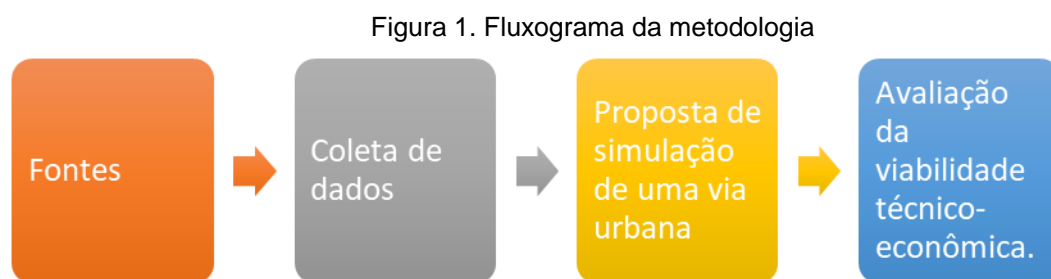 Figura 1. Fluxograma da metodologia
Fontes
Coleta de
dados
Proposta de
simulação
de uma via
urbana
Avaliação
da
viabilidade
técnico-
econômica.